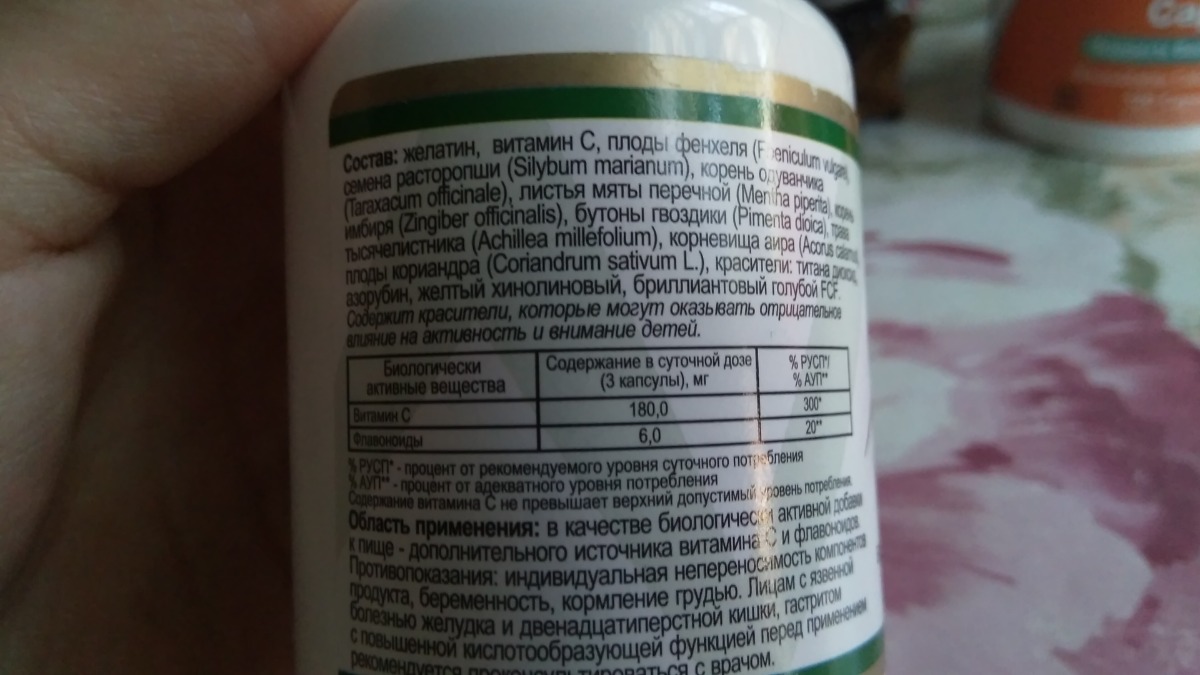 Состав: желатин, витамин С, плоды фенхеля (Foeniculum vulgare),
семена расторопши (Silybum marianum), корень одуванчика
(Taraxacum officinale), листья мяты перечной (Mentha piperita), корень
имбиря (Zingiber officinalis), бутоны гвоздики (Pimenta dioica), трава
тысячелистника (Achillea millefolium), корневища аира (Acorus calamus),
плоды кориандра (Coriandrum sativum L.), красители: титана диоксид,
азорубин, желтый хинолиновый, бриллиантовый голубой FCF.
Содержит красители, которые могут оказывать отрицательное
влияние на активность и внимание детей.
Биологически активные вещества
Содержание в суточной дозе (3 капсулы), мг
% РУСП*/ % АУП**
Витамин С 180,0 300*
Флавоноиды 6,0 20**
% РУСП* - процент от рекомендуемого уровня суточного потребления
% АУП** - процент от адекватного уровня потребления
Содержание витамина С не превышает верхний допустимый уровень потребления.
Область применения: в качестве биологически активной добавки
к пище - дополнительного источника витамина С и флавоноидов.
Противопоказания: индивидуальная непереносимость компонентов
продукта, беременность, кормление грудью. Лицам с язвенной
болезнью желудка и двенадцатиперстной кишки, гастритом
с повышенной кислотообразующей функцией перед применением
рекомендуется проконсультироваться с врачом.